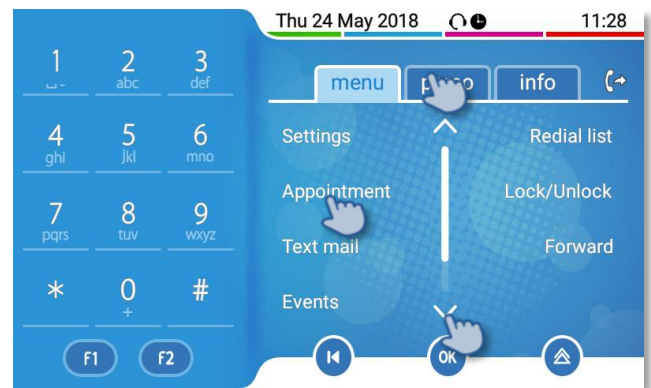 Thu 24 May 2018 11:28
1 2 3
abc def
4 5 6
ghi jkl mno
7 8 9
pqrs tuv wxyz
* 0 #
+
F1 F2
menu info
Settings Redial list
Appointment Lock/Unlock
Text mail Forward
Events
OK